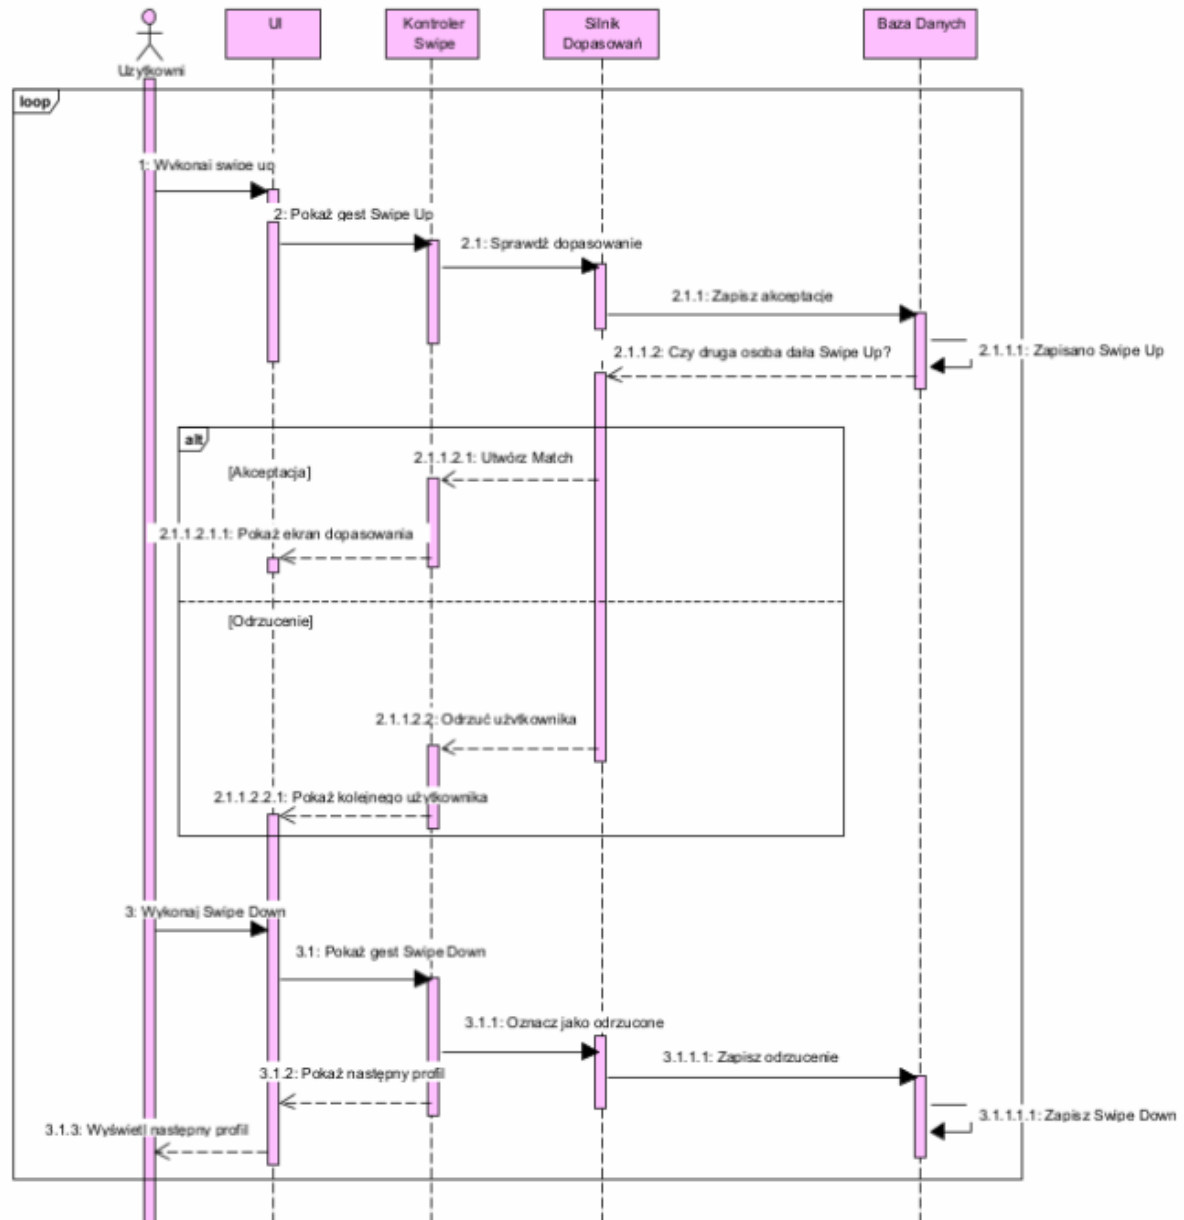 UI
Kontroler
Swipe
Silnik
Dopasowań
Baza Danych
Użytkowni
loop
1: Wykonaj swipe up
2: Pokaż gest Swipe Up
2.1: Sprawdź dopasowanie
2.1.1: Zapisz akceptacje
2.1.1.1: Zapisano Swipe Up
2.1.1.2: Czy druga osoba dała Swipe Up?
alt
[Akceptacja]
2.1.1.2.1: Utwórz Match
2.1.1.2.1.1: Pokaż ekran dopasowania
[Odrzucenie]
2.1.1.2.2: Odrzuć użytkownika
2.1.1.2.2.1: Pokaż kolejnego użytkownika
3: Wykonaj Swipe Down
3.1: Pokaż gest Swipe Down
3.1.1: Oznacz jako odrzucone
3.1.1.1: Zapisz odrzucenie
3.1.2: Pokaż następny profil
3.1.1.1.1: Zapisz Swipe Down
3.1.3: Wyświetl następny profil